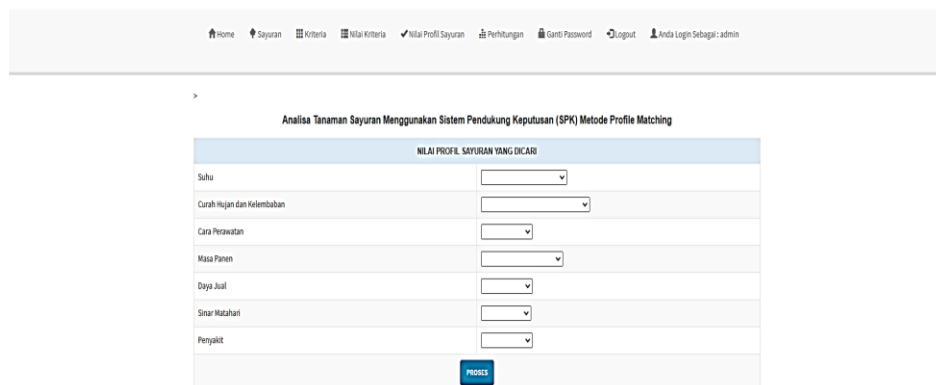 Home Sayuran Kriteria Nilai Kriteria Nilai Profil Sayuran Perhitungan Ganti Password Logout Anda Login Sebagai : admin
>
Analisa Tanaman Sayuran Menggunakan Sistem Pendukung Keputusan (SPK) Metode Profile Matching
NILAI PROFIL SAYURAN YANG DICARI
Suhu
Curah Hujan dan Kelembaban
Cara Perawatan
Masa Panen
Daya Jual
Sinar Matahari
Penyakit
PROSES